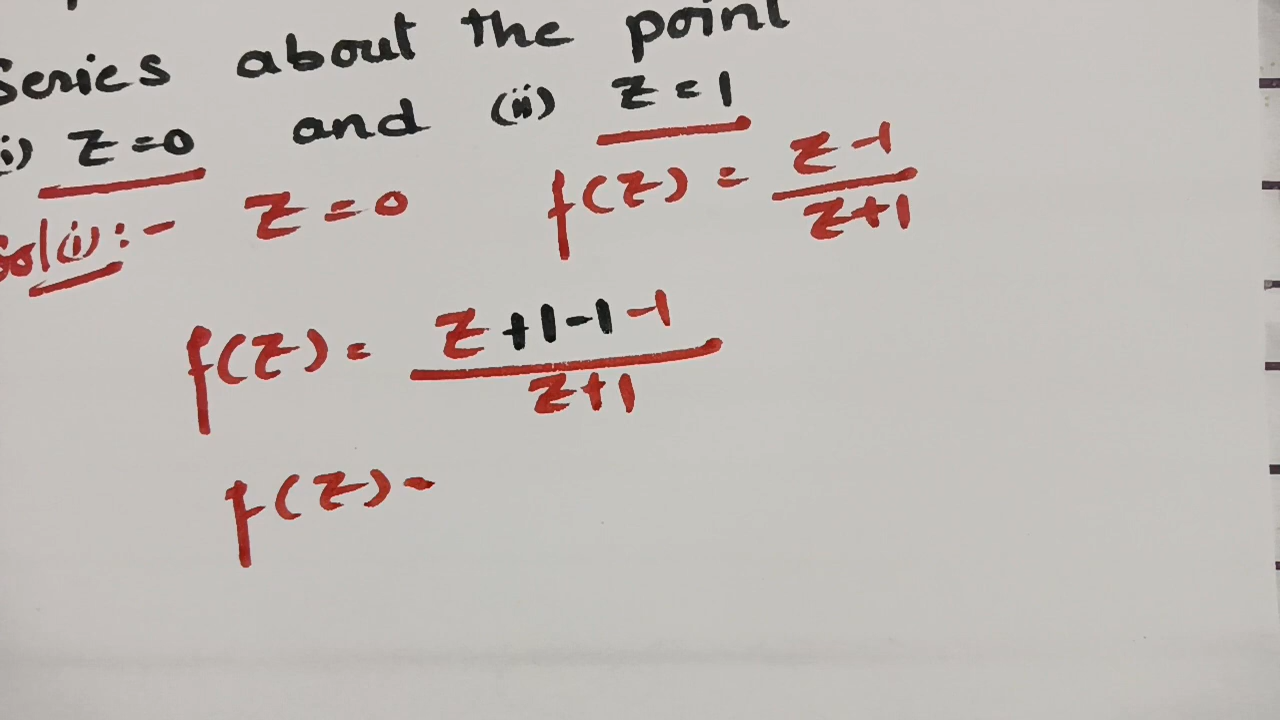 Series about the point
(i) z=0 and (ii) z=1
Sol(i):- z=0 f(z) = z-1/z+1
f(z) = z+1-1-1/z+1
f(z) =